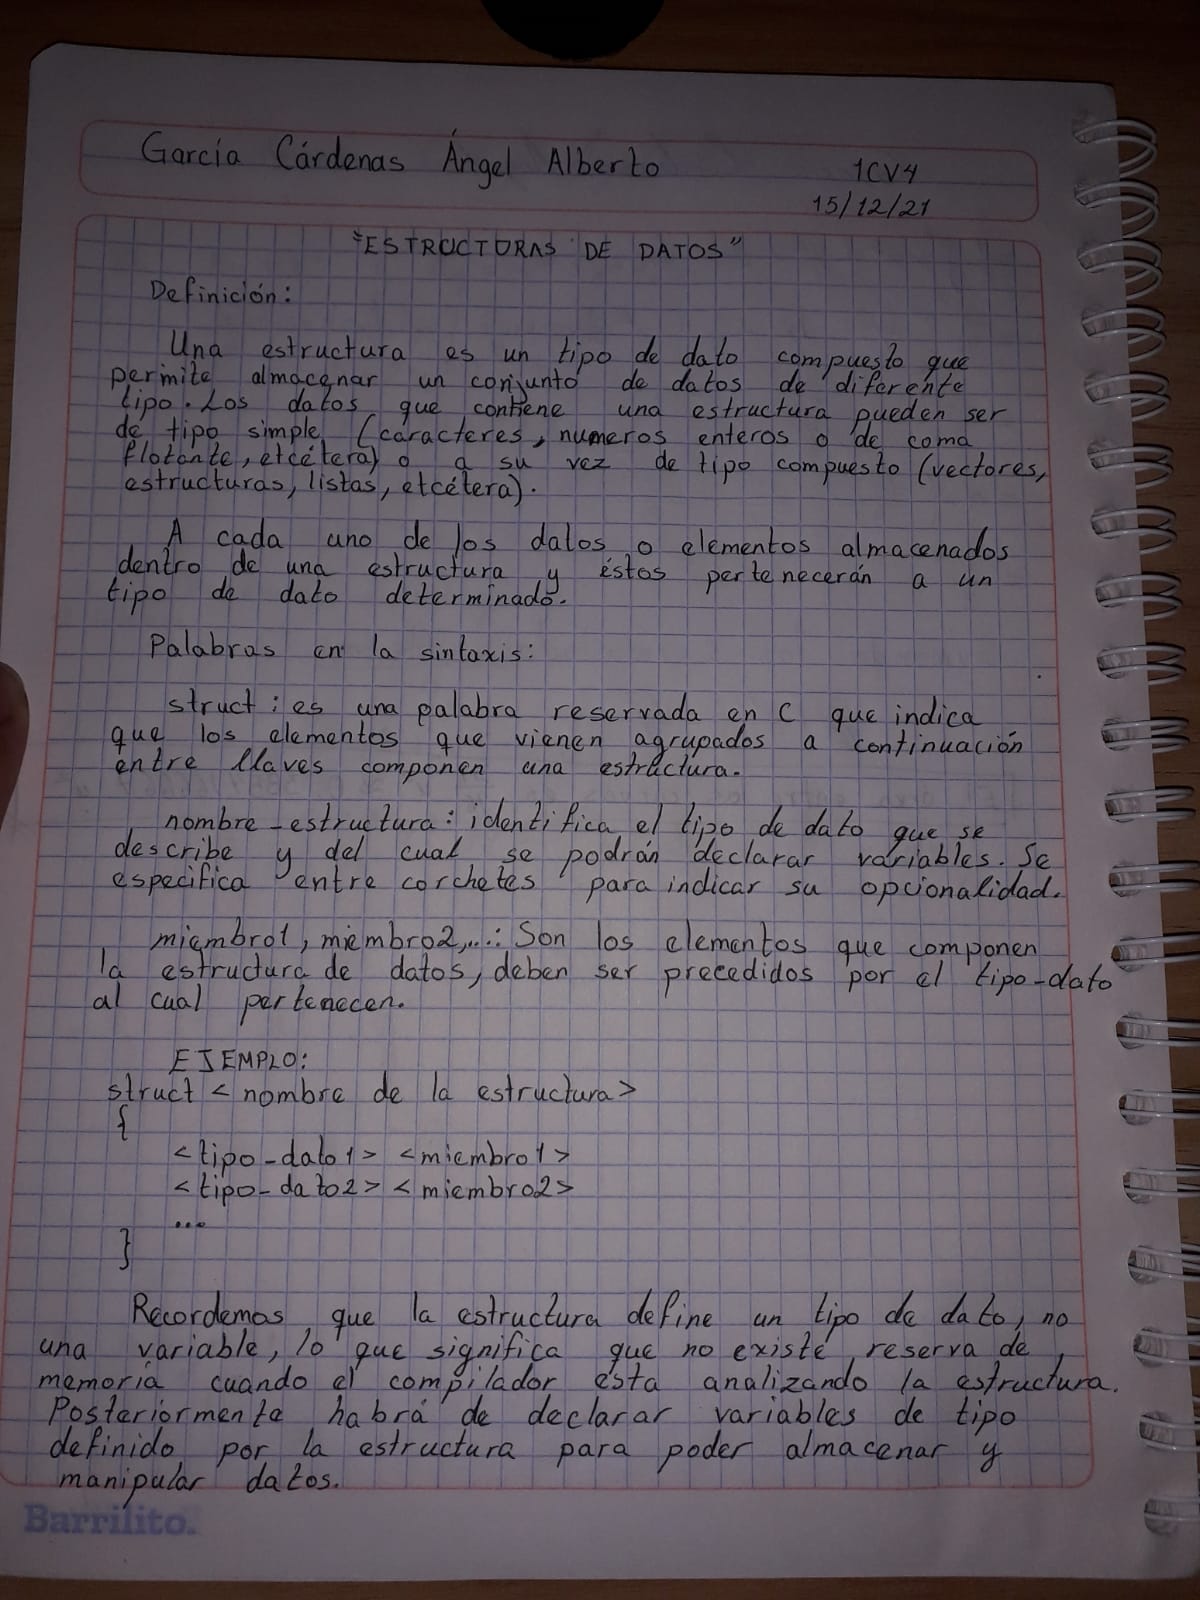 García Cárdenas Ángel Alberto
1CV4
15/12/21
"ESTRUCTURAS DE DATOS"
Definición:
Una estructura es un tipo de dato compuesto que
permite almacenar un conjunto de datos de diferente
tipo. Los datos que contiene una estructura pueden ser
de tipo simple (caracteres, numeros enteros o de coma
flotante, etcétera) o a su vez de tipo compuesto (vectores,
estructuras, listas, etcétera).
A cada uno de los datos o elementos almacenados
dentro de una estructura y éstos pertenecerán a un
tipo de dato determinado.
Palabras en la sintaxis:
struct: es una palabra reservada en C que indica
que los elementos que vienen agrupados a continuación
entre llaves componen una estructura.
nombre-estructura: identifica el tipo de dato que se
describe y del cual se podrán declarar variables. Se
especifica entre corchetes para indicar su opcionalidad.
miembro1, miembro2,...: Son los elementos que componen
la estructura de datos, deben ser precedidos por el tipo-dato
al cual pertenecen.
EJEMPLO:
struct <nombre de la estructura>
{
<tipo-dato1> <miembro1>
<tipo-dato2> <miembro2>
...
}
Recordemos que la estructura define un tipo de dato, no
una variable, lo que significa que no existe reserva de
memoria cuando el compilador esta analizando la estructura.
Posteriormente habrá de declarar variables de tipo
definido por la estructura para poder almacenar y
manipular datos.
Barrilito.